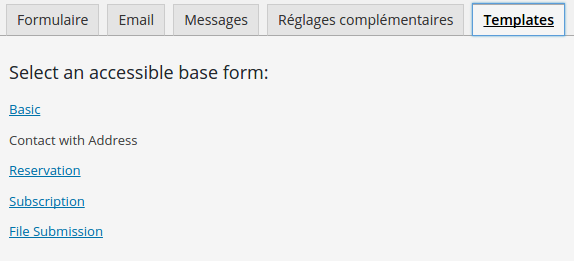 Formulaire Email Messages Réglages complémentaires Templates
Select an accessible base form:
Basic
Contact with Address
Reservation
Subscription
File Submission